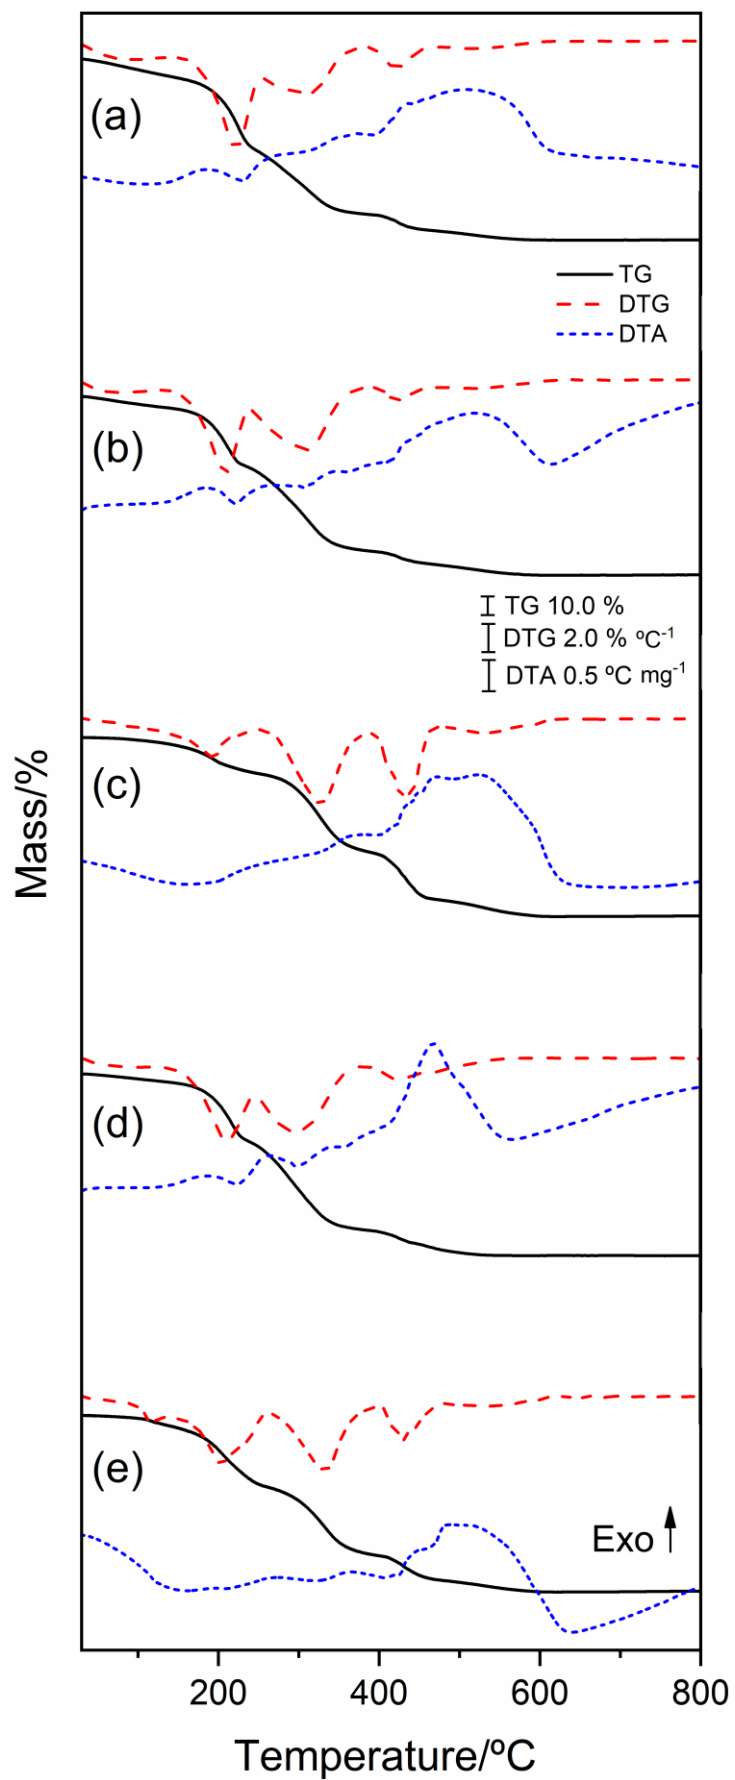 (a)
TG
DTG
DTA
(b)
TG 10.0 %
DTG 2.0 % ºC⁻¹
DTA 0.5 ºC mg⁻¹
(c)
Mass/%
(d)
(e)
Exo
200 400 600 800
Temperature/ºC